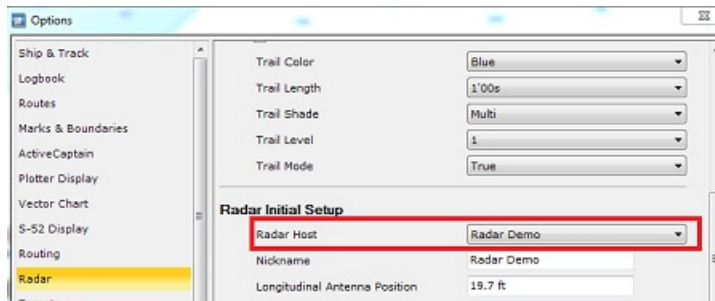 Options
Ship & Track
Logbook
Routes
Marks & Boundaries
ActiveCaptain
Plotter Display
Vector Chart
S-52 Display
Routing
Radar
Trail Color Blue
Trail Length 1'00s
Trail Shade Multi
Trail Level 1
Trail Mode True
Radar Initial Setup
Radar Host Radar Demo
Nickname Radar Demo
Longitudinal Antenna Position 19.7 ft